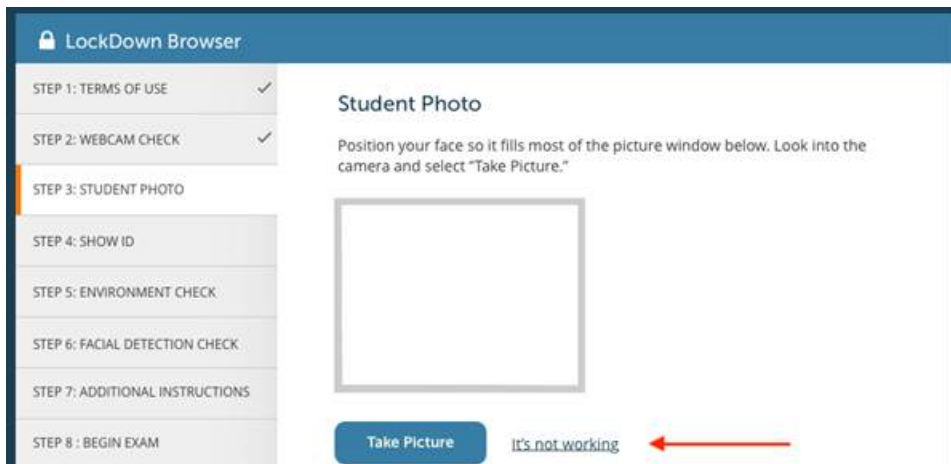 LockDown Browser
STEP 1: TERMS OF USE
STEP 2: WEBCAM CHECK
STEP 3: STUDENT PHOTO
STEP 4: SHOW ID
STEP 5: ENVIRONMENT CHECK
STEP 6: FACIAL DETECTION CHECK
STEP 7: ADDITIONAL INSTRUCTIONS
STEP 8 : BEGIN EXAM
Student Photo
Position your face so it fills most of the picture window below. Look into the
camera and select "Take Picture."
Take Picture
It's not working